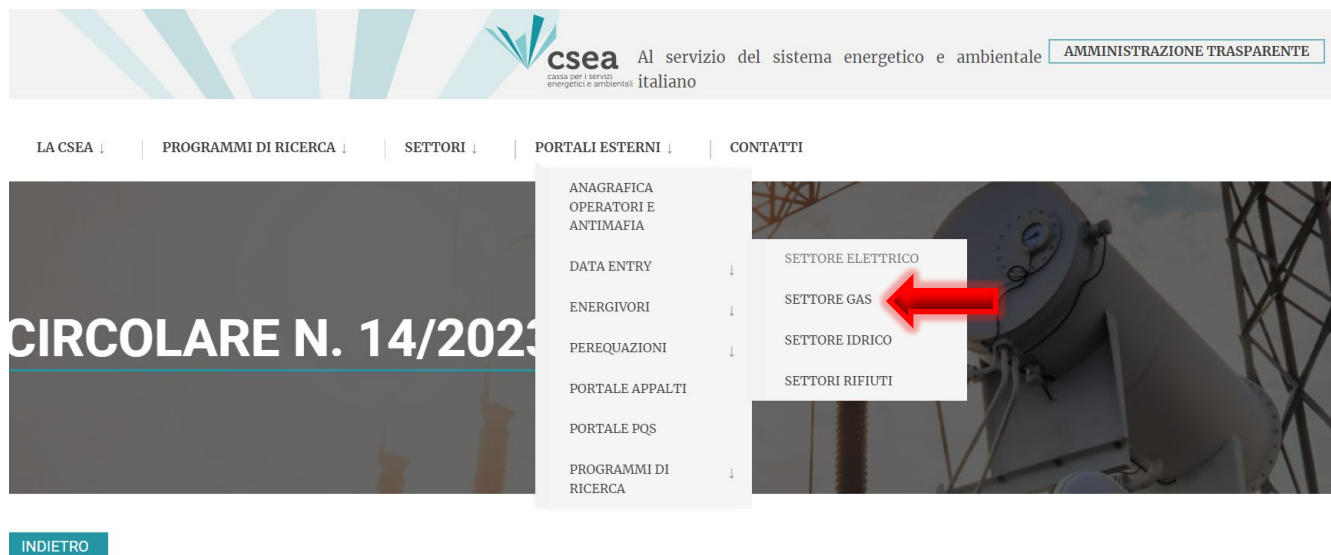 csea
cassa per i servizi
energetici e ambientali
Al servizio del sistema energetico e ambientale
italiano
AMMINISTRAZIONE TRASPARENTE
LA CSEA ↓
PROGRAMMI DI RICERCA ↓
SETTORI ↓
PORTALI ESTERNI ↓
CONTATTI
ANAGRAFICA
OPERATORI E
ANTIMAFIA
DATA ENTRY ↓
ENERGIVORI ↓
PEREQUAZIONI ↓
PORTALE APPALTI
PORTALE PQS
PROGRAMMI DI
RICERCA ↓
SETTORE ELETTRICO
SETTORE GAS
SETTORE IDRICO
SETTORI RIFIUTI
CIRCOLARE N. 14/2023
INDIETRO